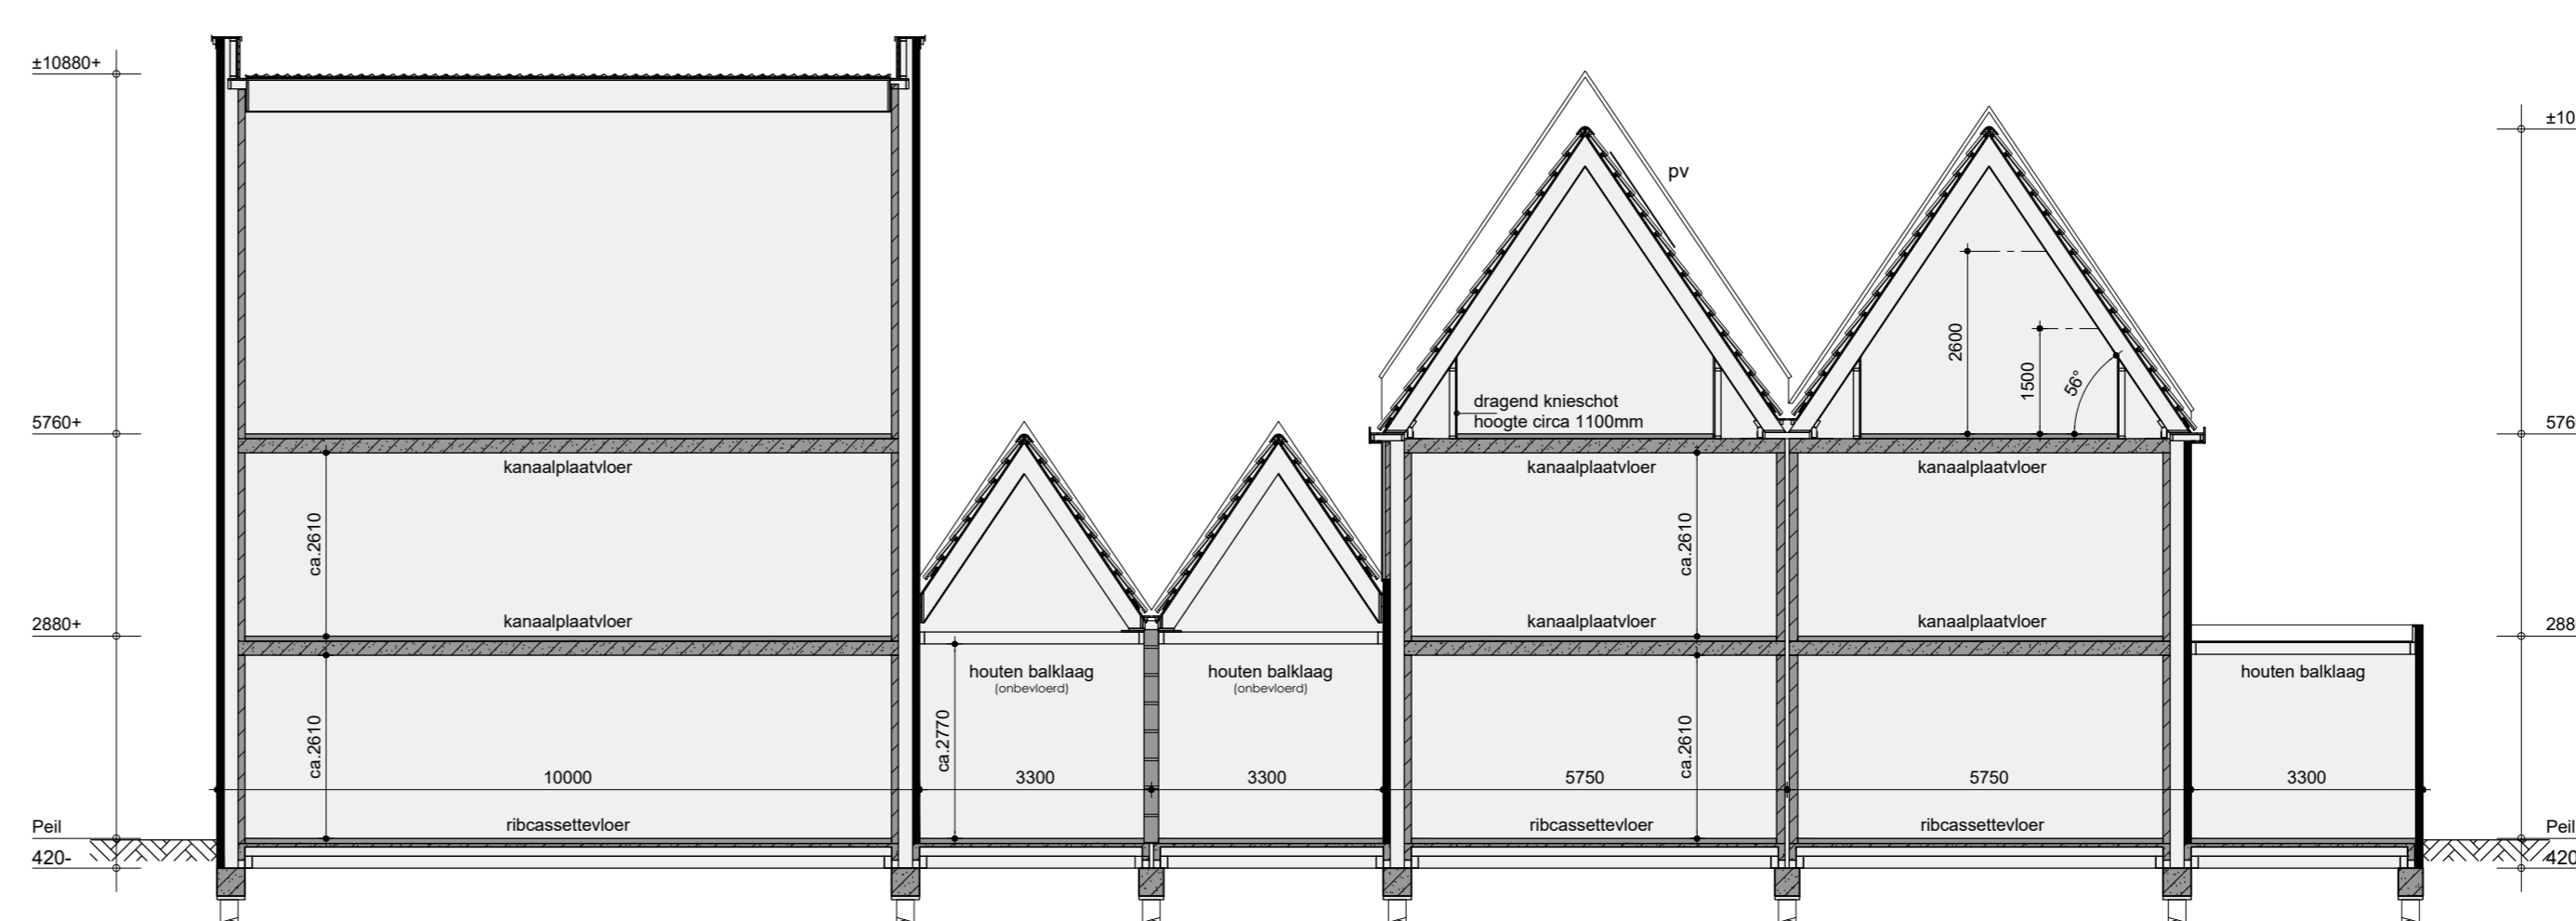 ±10880+
±10
pv
2600
1500
56°
dragend knieschot
hoogte circa 1100mm
5760+
576
kanaalplaatvloer
kanaalplaatvloer
kanaalplaatvloer
ca.2610
ca.2610
kanaalplaatvloer
kanaalplaatvloer
kanaalplaatvloer
2880+
288
houten balklaag
(onbevloerd)
houten balklaag
(onbevloerd)
houten balklaag
ca.2610
ca.2770
ca.2610
10000
3300
3300
5750
5750
3300
ribcassettevloer
ribcassettevloer
ribcassettevloer
Peil
Peil
420-
420